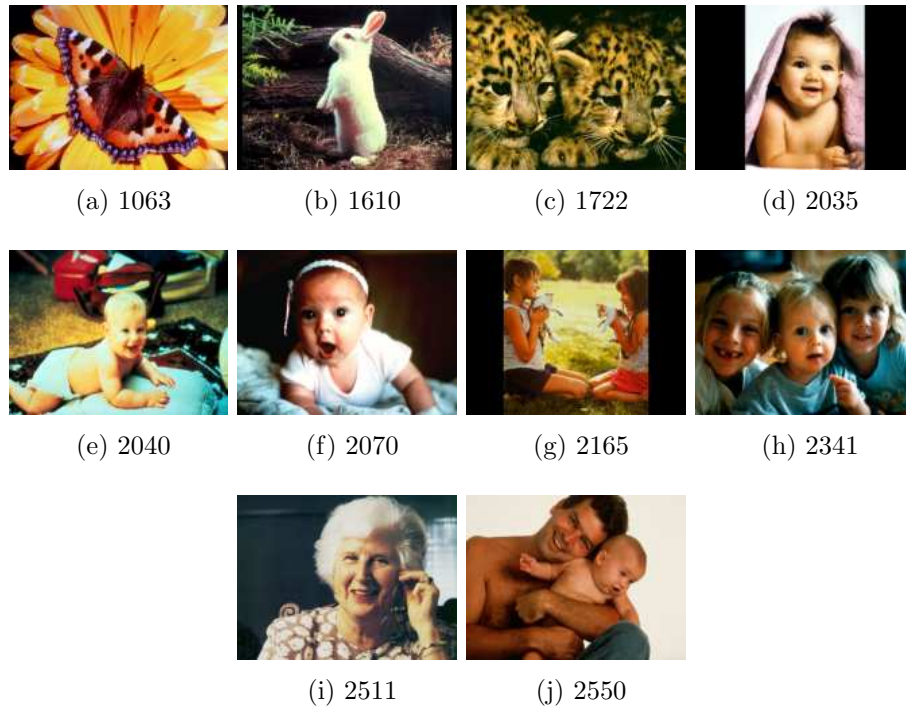 (a) 1063
(b) 1610
(c) 1722
(d) 2035
(e) 2040
(f) 2070
(g) 2165
(h) 2341
(i) 2511
(j) 2550